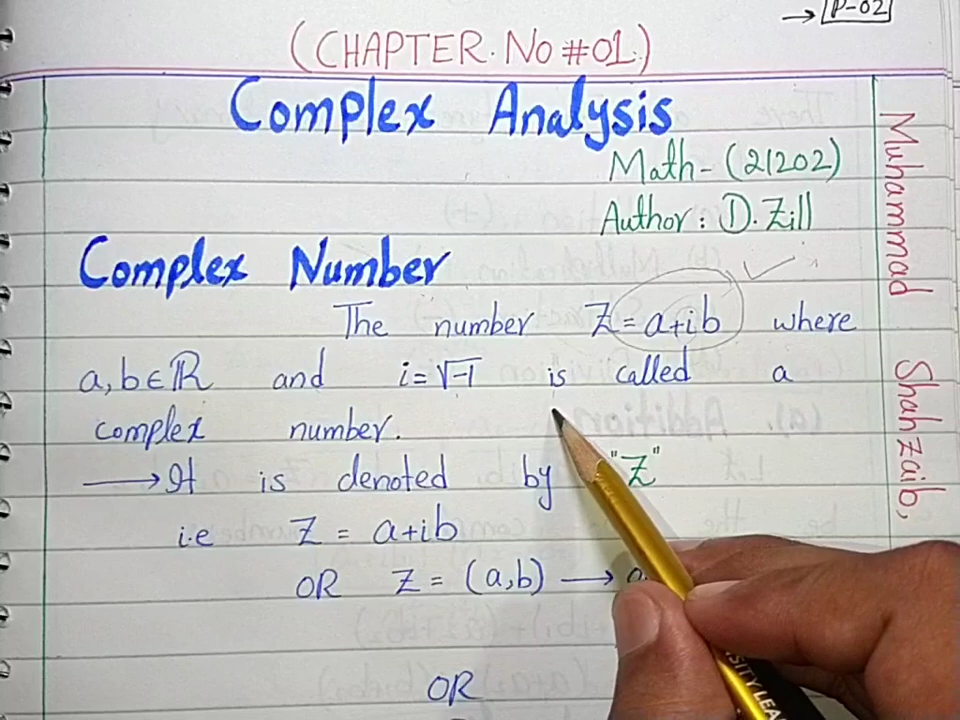 → P-02
(CHAPTER. No #01.)
Complex Analysis
Math-(21202)
Author: D. Zill
Complex Number
The number Z = a+ib where
a, b ∈ ℝ and i = √-1 is called a
complex number.
→ It is denoted by "Z"
i.e Z = a+ib
OR Z = (a,b) →
OR
Muhammad Shahzaib,